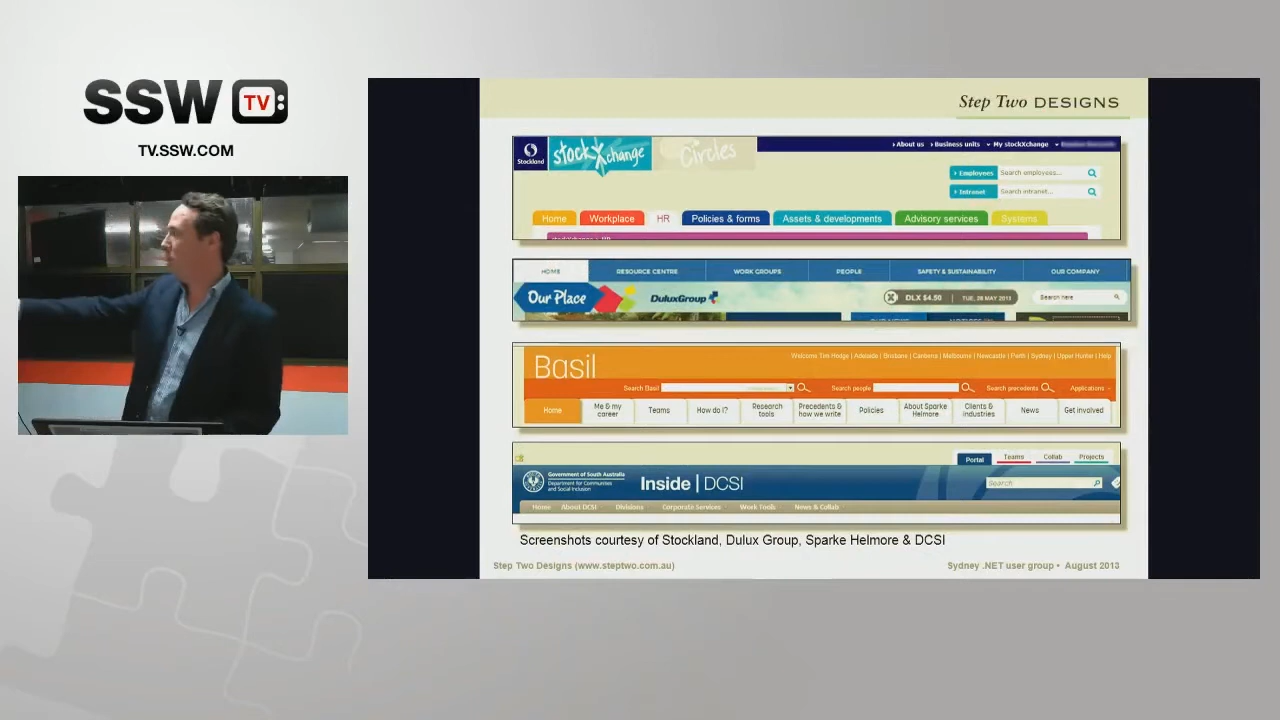 SSW TV
TV.SSW.COM
Step Two DESIGNS
Stockland
stockXchange
Circles
About us
Business units
My stockXchange
Employees
Search employees...
Intranet
Search intranet...
Home
Workplace
HR
Policies & forms
Assets & developments
Advisory services
Systems
stockXchange > HR
HOME
RESOURCE CENTRE
WORK GROUPS
PEOPLE
SAFETY & SUSTAINABILITY
OUR COMPANY
Our Place
DuluxGroup
DLX $4.50 | TUE, 28 MAY 2013
Search here
Basil
Welcome Tim Hodge | Adelaide | Brisbane | Canberra | Melbourne | Newcastle | Perth | Sydney | Upper Hunter | Help
Search Basil
Search people
Search precedents
Applications
Home
Me & my career
Teams
How do I?
Research tools
Precedents & how we write
Policies
About Sparke Helmore
Clients & industries
News
Get involved
Portal
Teams
Collab
Projects
Government of South Australia
Department for Communities
and Social Inclusion
Inside | DCSI
Search
Home
About DCSI
Divisions
Corporate Services
Work Tools
News & Collab
Screenshots courtesy of Stockland, Dulux Group, Sparke Helmore & DCSI
Step Two Designs (www.steptwo.com.au)
Sydney .NET user group • August 2013